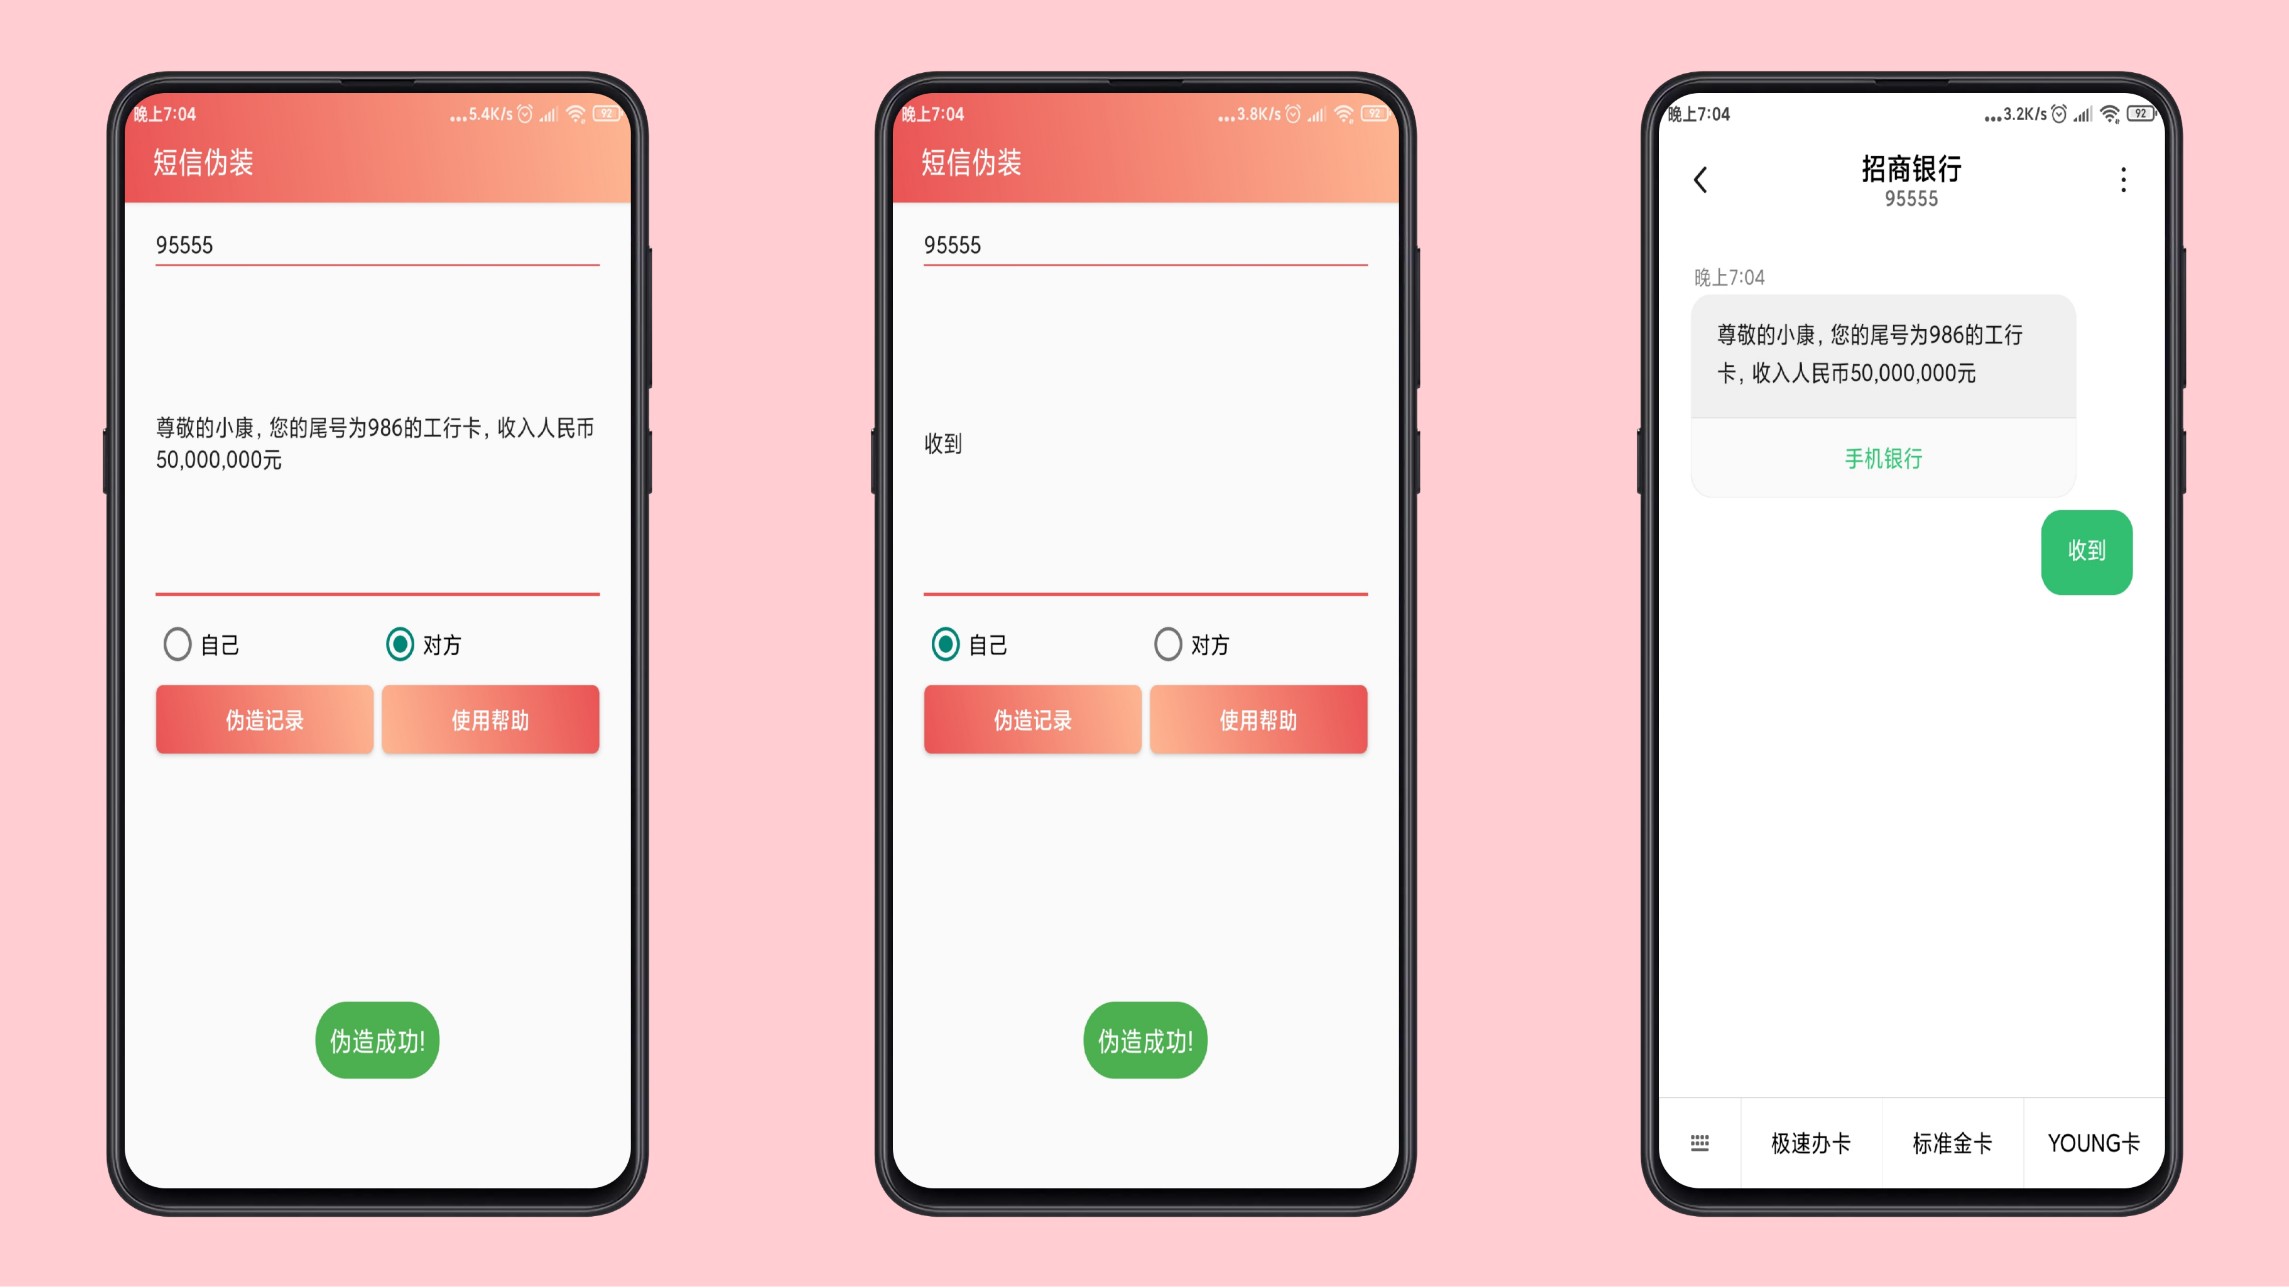 晚上7:04
...5.4K/s
92
短信伪装
95555
尊敬的小康，您的尾号为986的工行卡，收入人民币
50,000,000元
自己
对方
伪造记录
使用帮助
伪造成功!
晚上7:04
...3.8K/s
92
短信伪装
95555
收到
自己
对方
伪造记录
使用帮助
伪造成功!
晚上7:04
...3.2K/s
92
招商银行
95555
晚上7:04
尊敬的小康，您的尾号为986的工行
卡，收入人民币50,000,000元
手机银行
收到
极速办卡
标准金卡
YOUNG卡